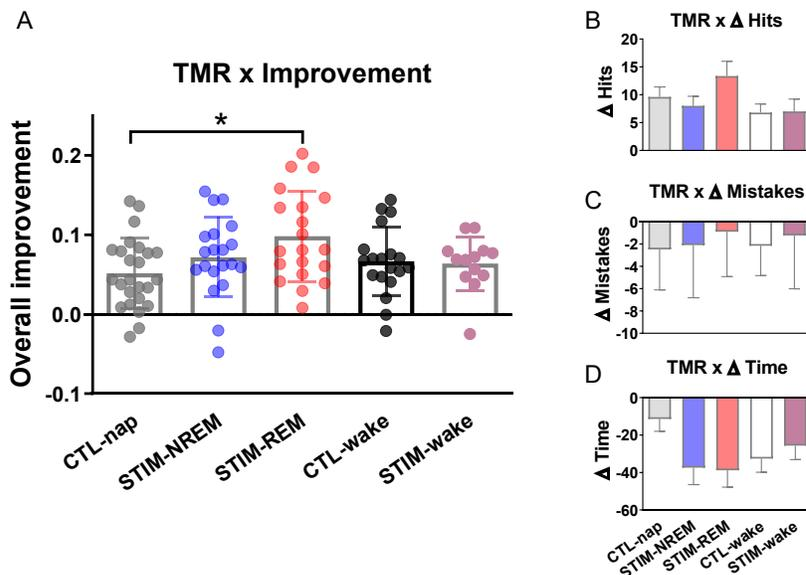 A
TMR x Improvement
*
Overall improvement
0.2
0.1
0.0
-0.1
CTL-nap
STIM-NREM
STIM-REM
CTL-wake
STIM-wake
B
TMR x Δ Hits
Δ Hits
20
15
10
5
0
C
TMR x Δ Mistakes
Δ Mistakes
0
-2
-4
-6
-8
-10
D
TMR x Δ Time
Δ Time
0
-20
-40
-60
CTL-nap
STIM-NREM
STIM-REM
CTL-wake
STIM-wake